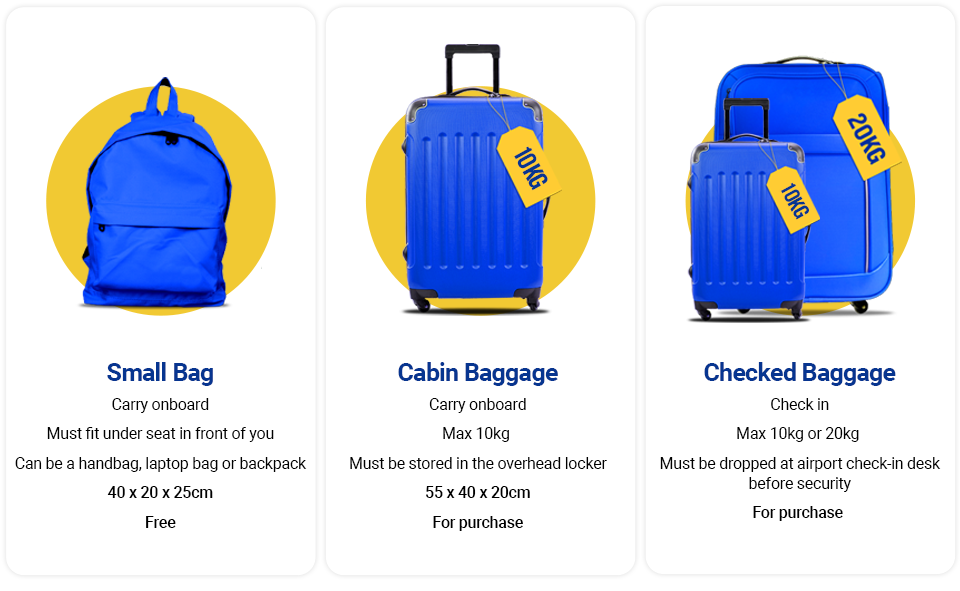 Small Bag
Carry onboard
Must fit under seat in front of you
Can be a handbag, laptop bag or backpack
40 x 20 x 25cm
Free
10KG
Cabin Baggage
Carry onboard
Max 10kg
Must be stored in the overhead locker
55 x 40 x 20cm
For purchase
20KG
10KG
Checked Baggage
Check in
Max 10kg or 20kg
Must be dropped at airport check-in desk
before security
For purchase